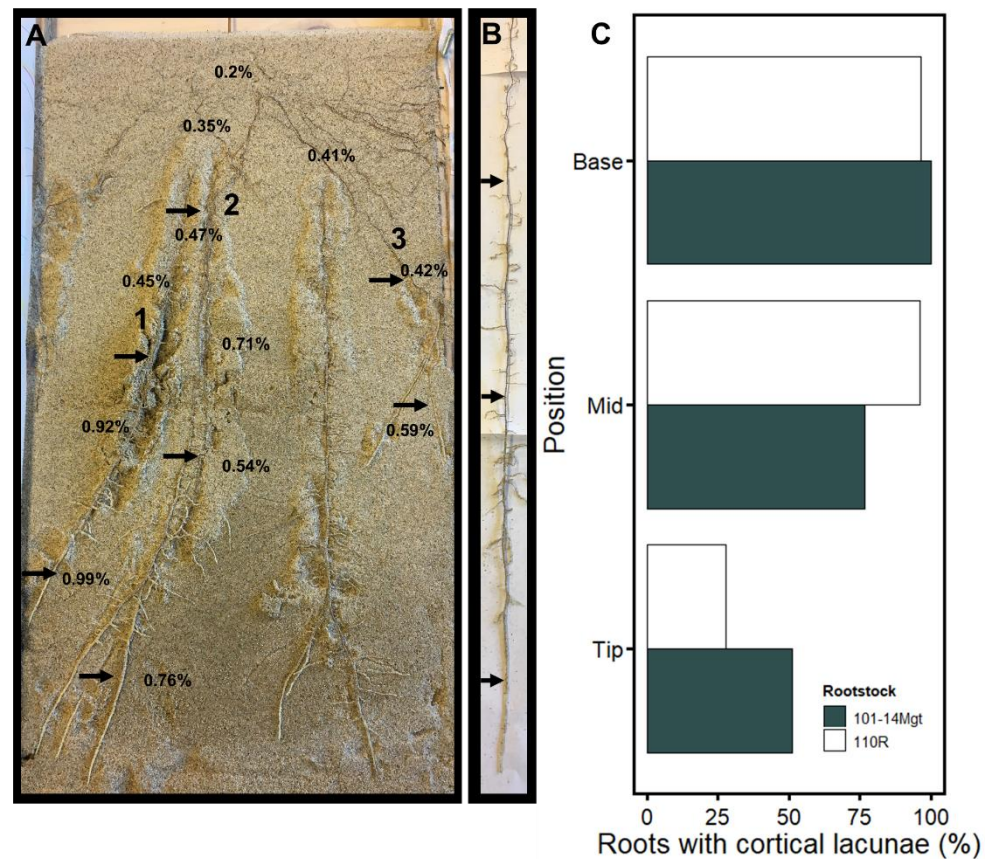 A
0.2%
0.35%
0.41%
2
0.47%
3
0.42%
0.45%
1
0.71%
0.92%
0.59%
0.54%
0.99%
0.76%
B
C
Position
Base
Mid
Tip
Rootstock
101-14Mgt
110R
0 25 50 75 100
Roots with cortical lacunae (%)